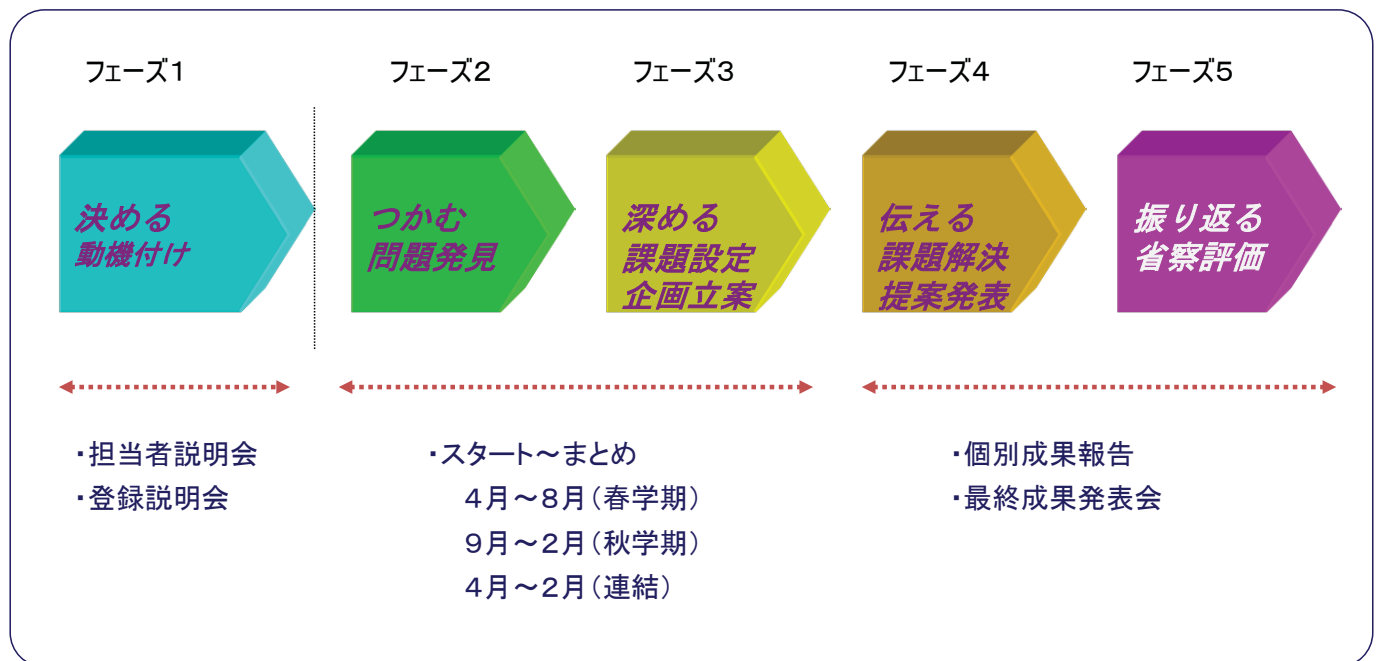 フェーズ1
フェーズ2
フェーズ3
フェーズ4
フェーズ5
決める
動機付け
つかむ
問題発見
深める
課題設定
企画立案
伝える
課題解決
提案発表
振り返る
省察評価
・担当者説明会
・登録説明会
・スタート～まとめ
4月～8月(春学期)
9月～2月(秋学期)
4月～2月(連結)
・個別成果報告
・最終成果発表会